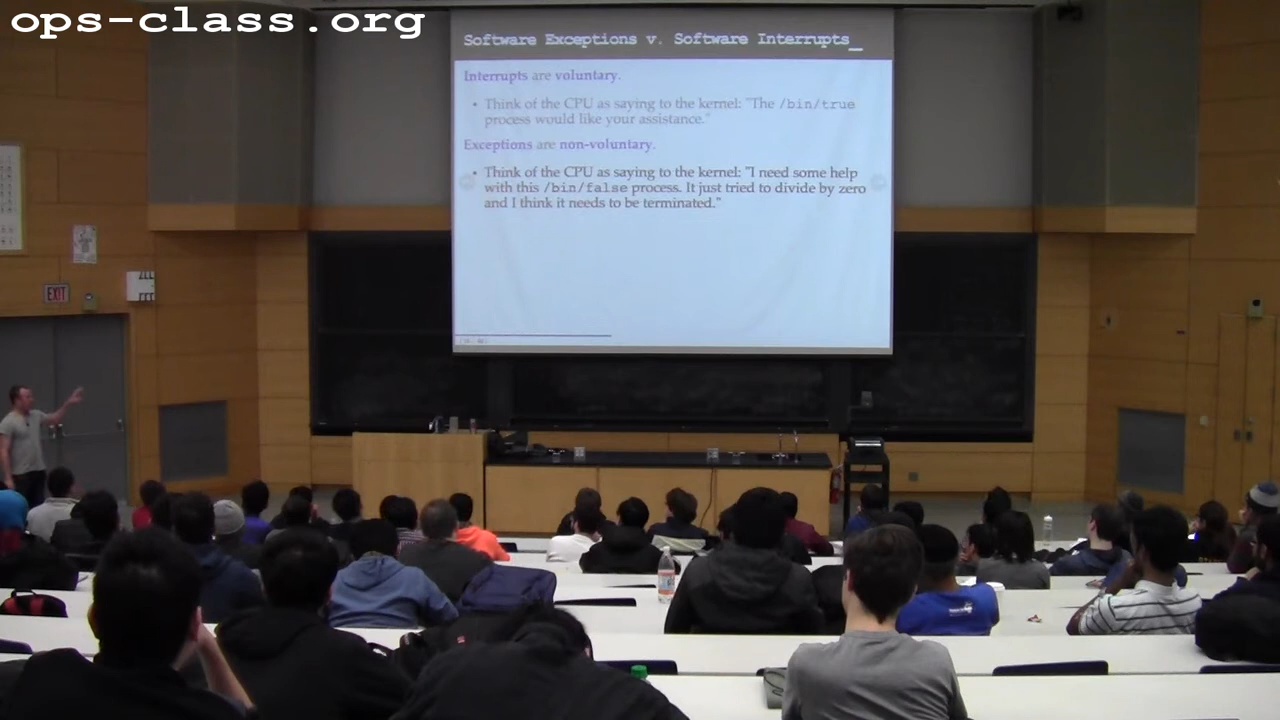 ops-class.org
Software Exceptions v. Software Interrupts_
Interrupts are voluntary.
• Think of the CPU as saying to the kernel: "The /bin/true
process would like your assistance."
Exceptions are non-voluntary.
• Think of the CPU as saying to the kernel: "I need some help
with this /bin/false process. It just tried to divide by zero
and I think it needs to be terminated."
EXIT